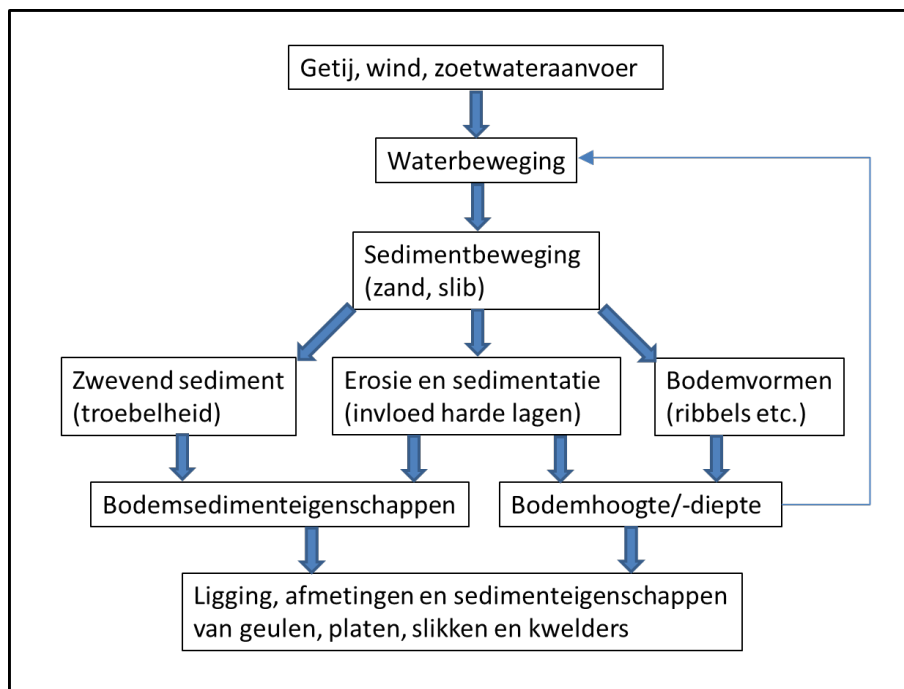 Getij, wind, zoetwateraanvoer
Waterbeweging
Sedimentbeweging
(zand, slib)
Zwevend sediment
(troebelheid)
Erosie en sedimentatie
(invloed harde lagen)
Bodemvormen
(ribbels etc.)
Bodemsedimenteigenschappen
Bodemhoogte/-diepte
Ligging, afmetingen en sedimenteigenschappen
van geulen, platen, slikken en kwelders